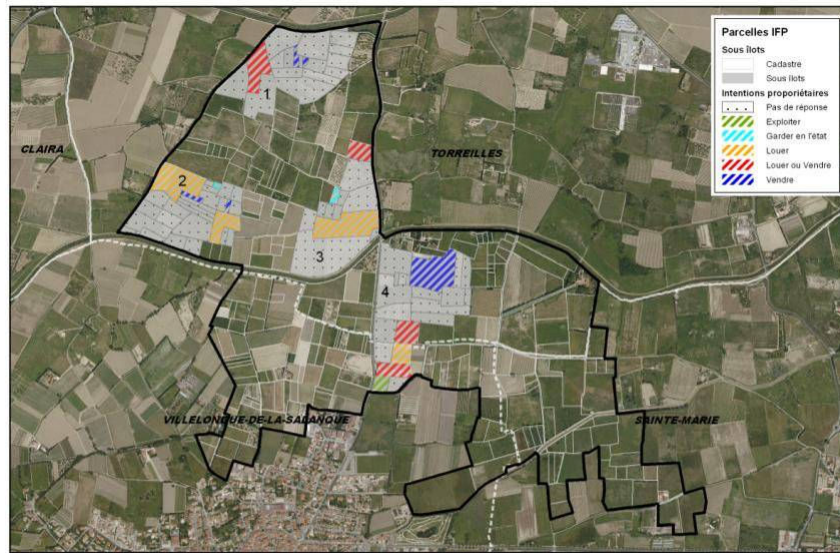 Parcelles IFP
Sous îlots
Cadastre
Sous îlots
Intentions propriétaires
Pas de réponse
Exploiter
Garder en l'état
Louer
Louer ou Vendre
Vendre
1
CLAIRA
TORREILLES
2
3
4
VILLELONGUE-DE-LA-SALANQUE
SAINTE-MARIE